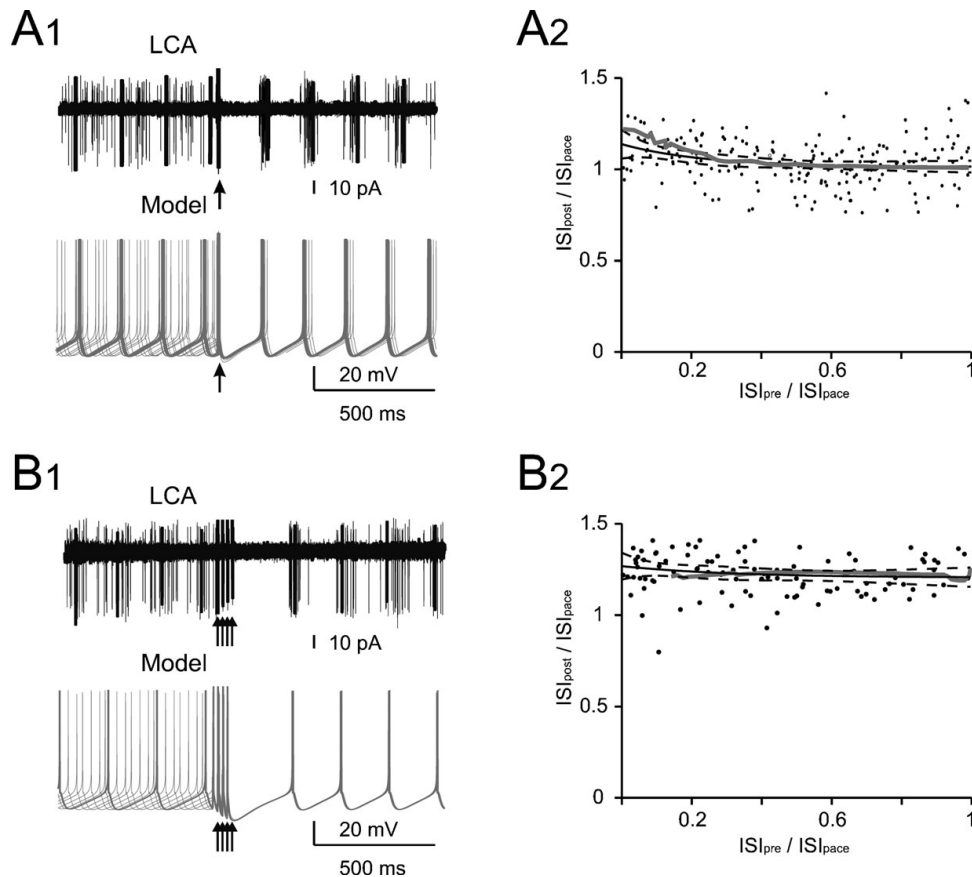 A1
LCA
10 pA
Model
20 mV
500 ms
A2
1.5
1
0.5
0
0.2
0.6
1
ISIpost / ISIpace
ISIpre / ISIpace
B1
LCA
10 pA
Model
20 mV
500 ms
B2
1.5
1
0.5
0
0.2
0.6
1
ISIpost / ISIpace
ISIpre / ISIpace